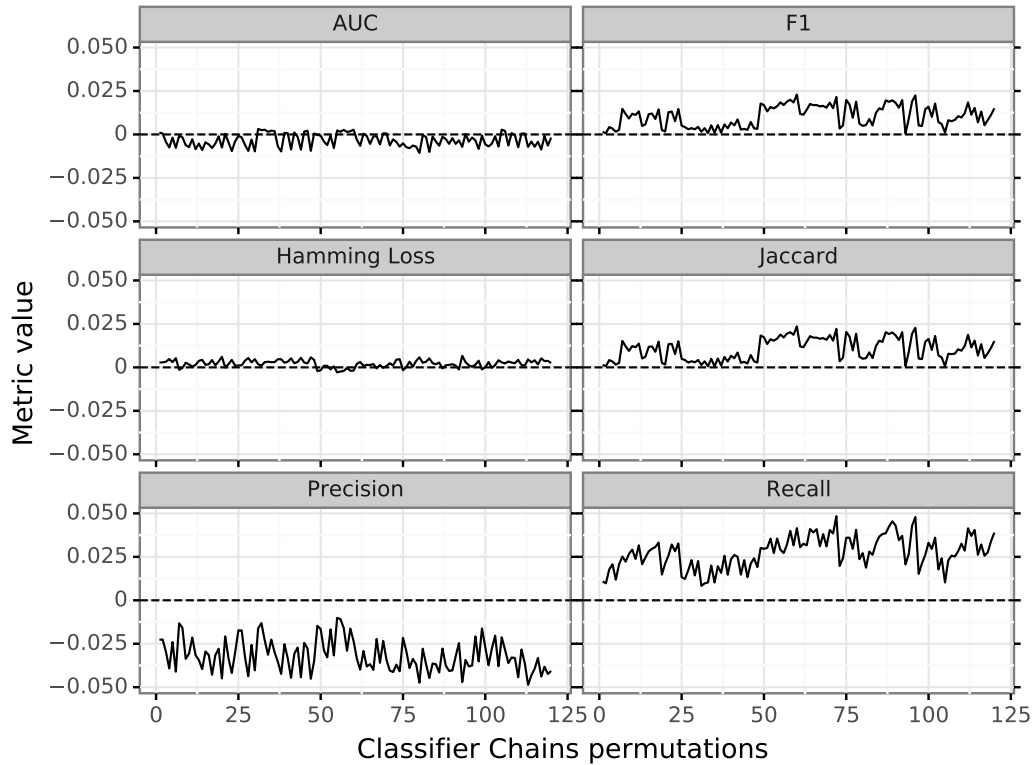 AUC F1
0.050
0.025
0
−0.025
−0.050
Hamming Loss Jaccard
0.050
0.025
0
−0.025
−0.050
Precision Recall
0.050
0.025
0
−0.025
−0.050
0 25 50 75 100 125 0 25 50 75 100 125
Metric value
Classifier Chains permutations